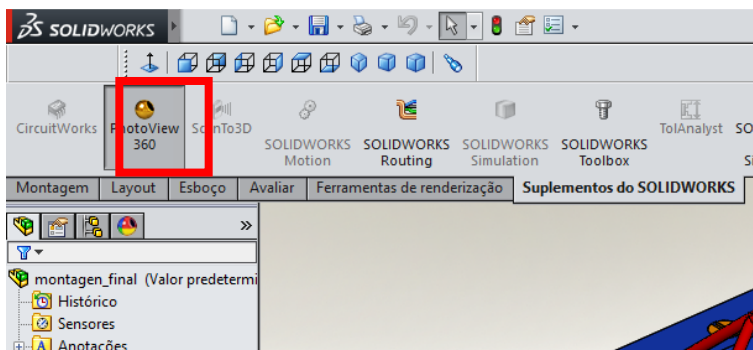 SOLIDWORKS
CircuitWorks PhotoView 360 ScanTo3D SOLIDWORKS Motion SOLIDWORKS Routing SOLIDWORKS Simulation SOLIDWORKS Toolbox TolAnalyst
Montagem Layout Esboço Avaliar Ferramentas de renderização Suplementos do SOLIDWORKS
montagen_final (Valor predetermi
Histórico
Sensores
A Anotações